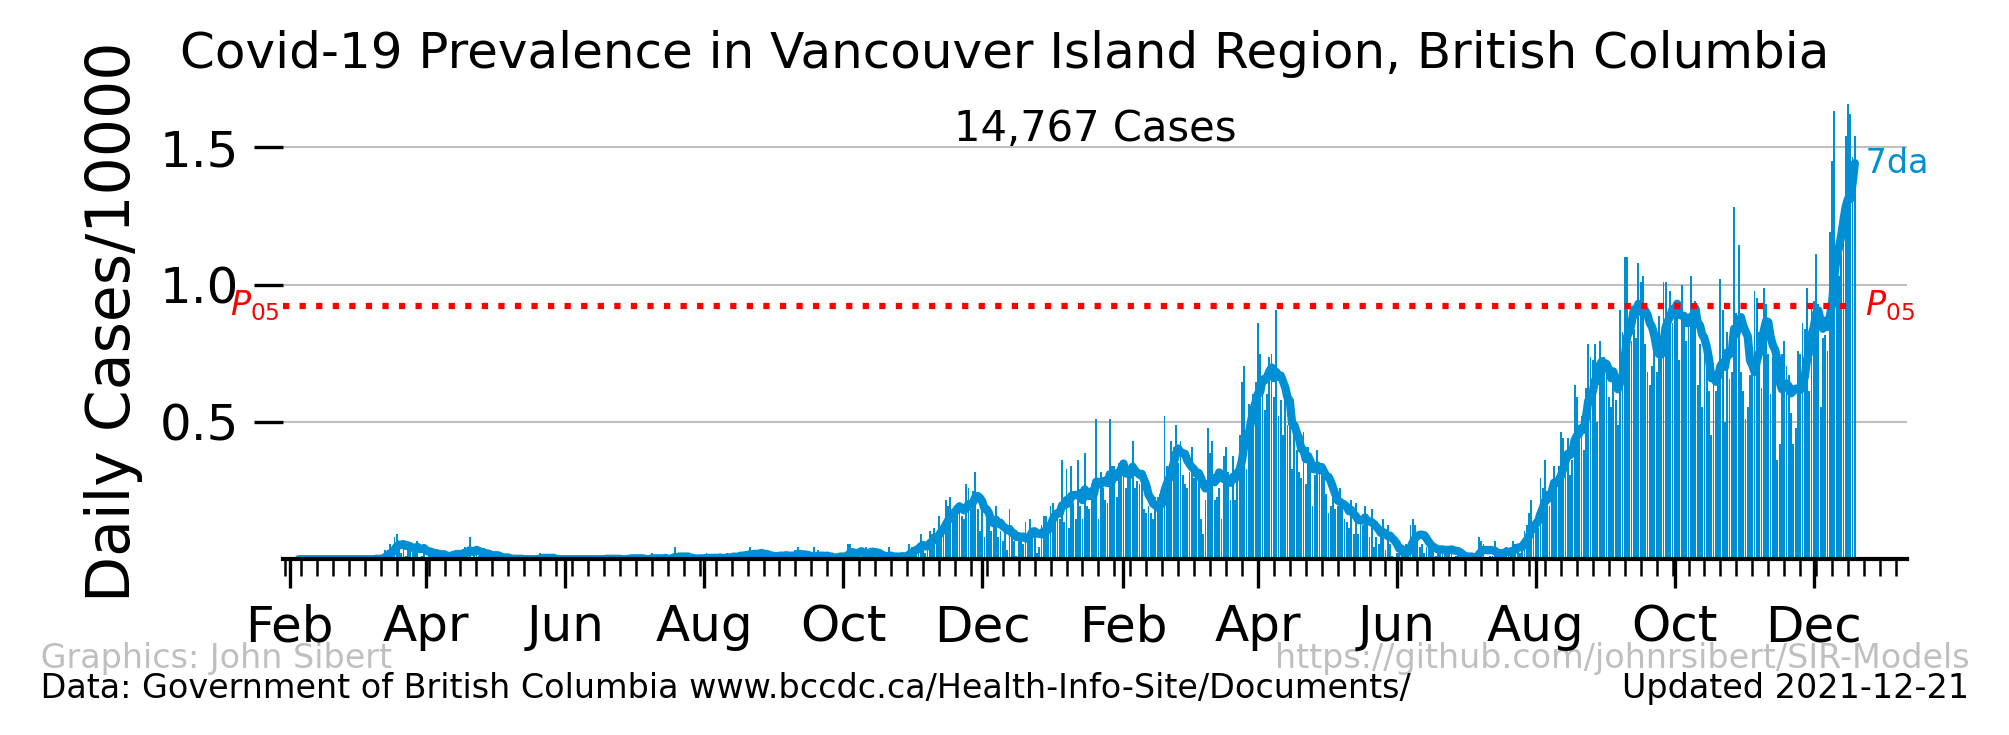 Covid-19 Prevalence in Vancouver Island Region, British Columbia
14,767 Cases
Daily Cases/10000
1.5
1.0
0.5
P05
P05
7da
Feb Apr Jun Aug Oct Dec Feb Apr Jun Aug Oct Dec
Graphics: John Sibert https://github.com/johnrsibert/SIR-Models
Data: Government of British Columbia www.bccdc.ca/Health-Info-Site/Documents/ Updated 2021-12-21